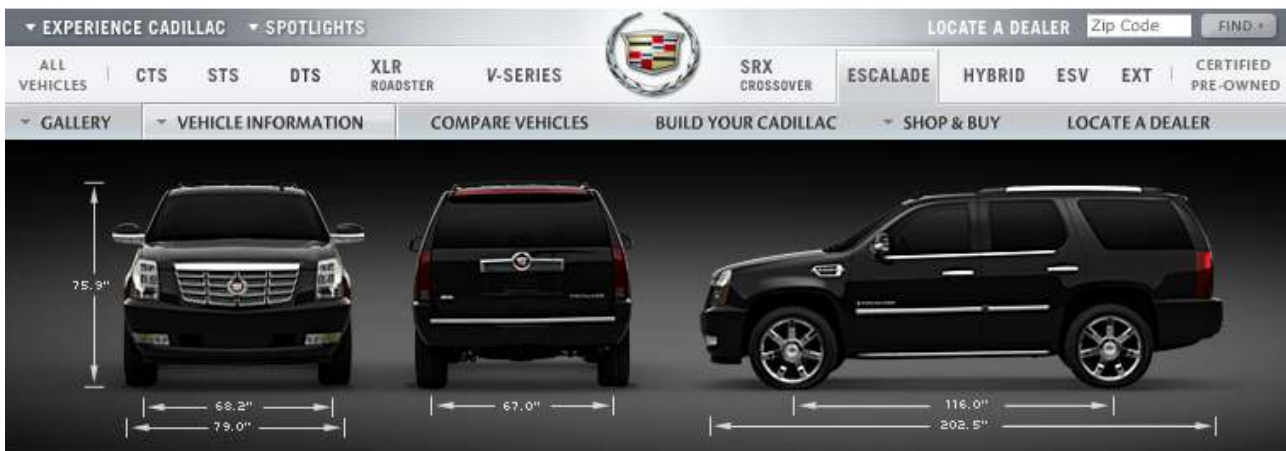 EXPERIENCE CADILLAC SPOTLIGHTS LOCATE A DEALER Zip Code FIND
ALL VEHICLES CTS STS DTS XLR ROADSTER V-SERIES SRX CROSSOVER ESCALADE HYBRID ESV EXT CERTIFIED PRE-OWNED
GALLERY VEHICLE INFORMATION COMPARE VEHICLES BUILD YOUR CADILLAC SHOP & BUY LOCATE A DEALER
75.9"
68.2" 67.0" 116.0"
79.0" 202.5"